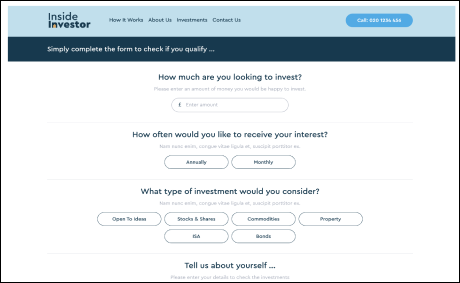 Inside
Investor
How It Works About Us Investments Contact Us
Call: 500 1234 456
Simply complete the form to check if you qualify ...
How much are you looking to invest?
Please enter an amount of money you would be happy to invest.
£ Enter amount
How often would you like to receive your interest?
Nam nunc enim, congue vitae ligula et, suscipit porttitor ex.
Annually Monthly
What type of investment would you consider?
Nam nunc enim, congue vitae ligula et, suscipit porttitor ex.
Open To Ideas Stocks & Shares Commodities Property
ISA Bonds
Tell us about yourself ...
Please enter your details to check the investments